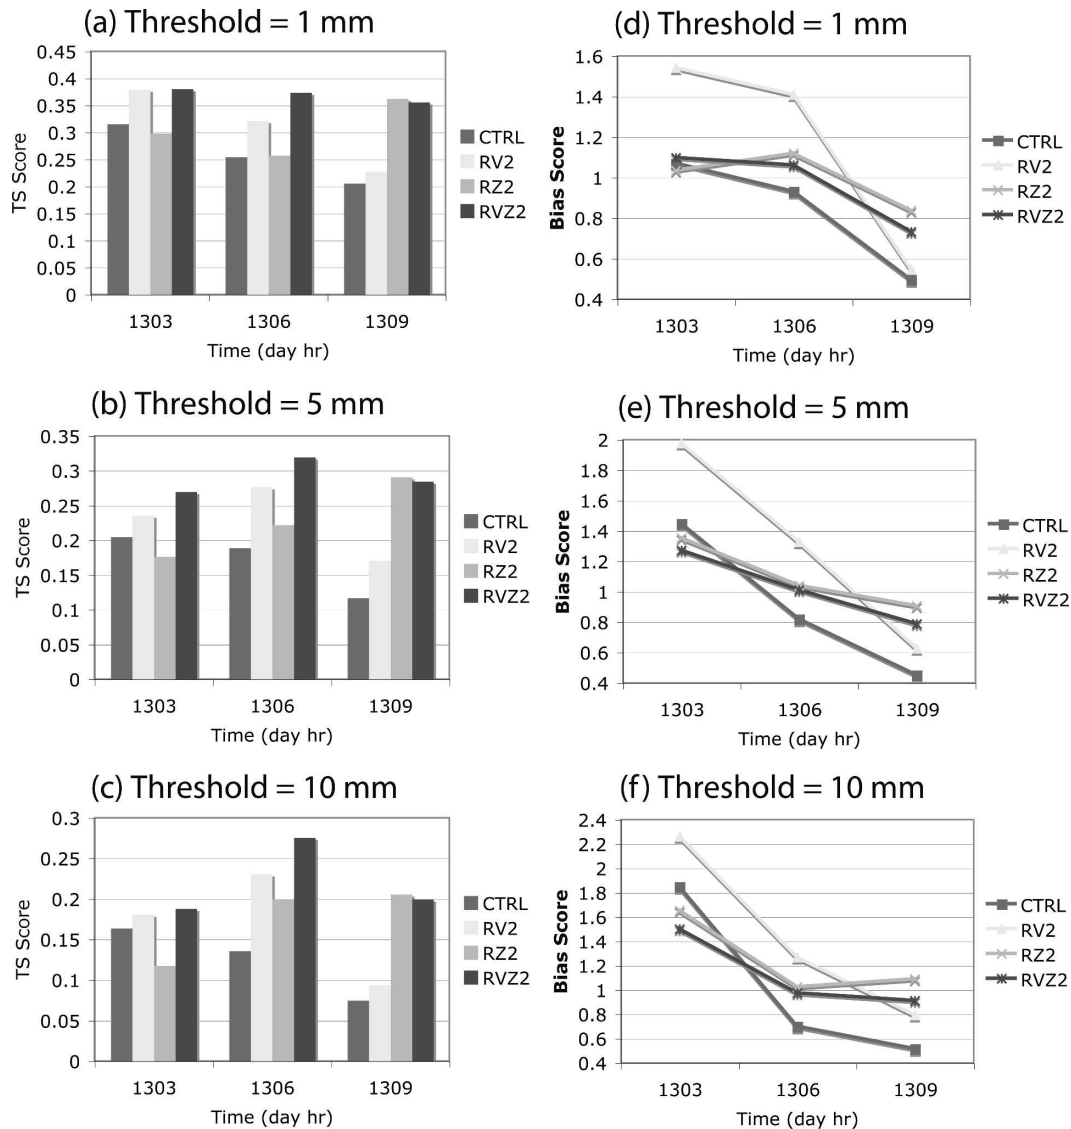 (a) Threshold = 1 mm
TS Score
0.45
0.4
0.35
0.3
0.25
0.2
0.15
0.1
0.05
0
1303 1306 1309
Time (day hr)
CTRL
RV2
RZ2
RVZ2
(d) Threshold = 1 mm
Bias Score
1.6
1.4
1.2
1
0.8
0.6
0.4
1303 1306 1309
Time (day hr)
CTRL
RV2
RZ2
RVZ2
(b) Threshold = 5 mm
TS Score
0.35
0.3
0.25
0.2
0.15
0.1
0.05
0
1303 1306 1309
Time (day hr)
CTRL
RV2
RZ2
RVZ2
(e) Threshold = 5 mm
Bias Score
2
1.8
1.6
1.4
1.2
1
0.8
0.6
0.4
1303 1306 1309
Time (day hr)
CTRL
RV2
RZ2
RVZ2
(c) Threshold = 10 mm
TS Score
0.3
0.25
0.2
0.15
0.1
0.05
0
1303 1306 1309
Time (day hr)
CTRL
RV2
RZ2
RVZ2
(f) Threshold = 10 mm
Bias Score
2.4
2.2
2
1.8
1.6
1.4
1.2
1
0.8
0.6
0.4
1303 1306 1309
Time (day hr)
CTRL
RV2
RZ2
RVZ2